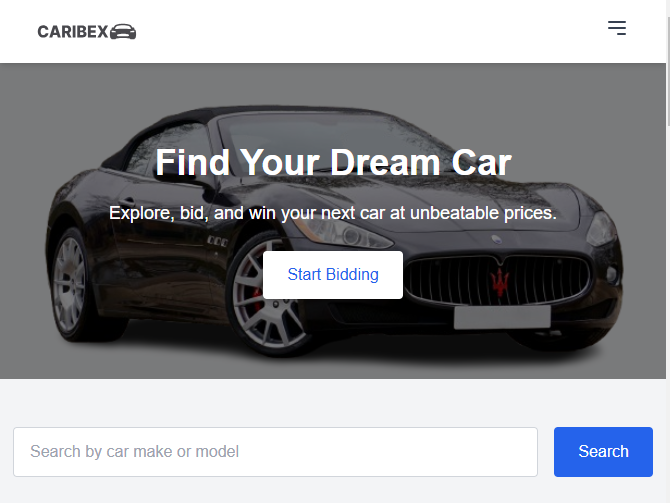 CARIBEX
Find Your Dream Car
Explore, bid, and win your next car at unbeatable prices.
Start Bidding
Search by car make or model
Search